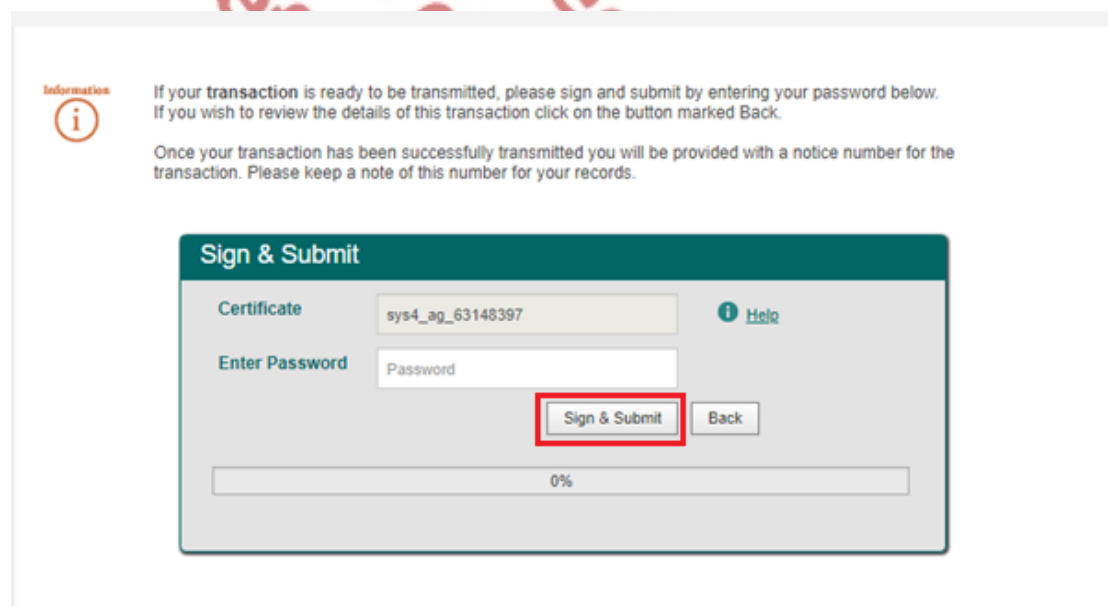 Information
i
If your transaction is ready to be transmitted, please sign and submit by entering your password below.
If you wish to review the details of this transaction click on the button marked Back.
Once your transaction has been successfully transmitted you will be provided with a notice number for the
transaction. Please keep a note of this number for your records.
Sign & Submit
Certificate sys4_ag_63148397 i Help
Enter Password Password
Sign & Submit Back
0%